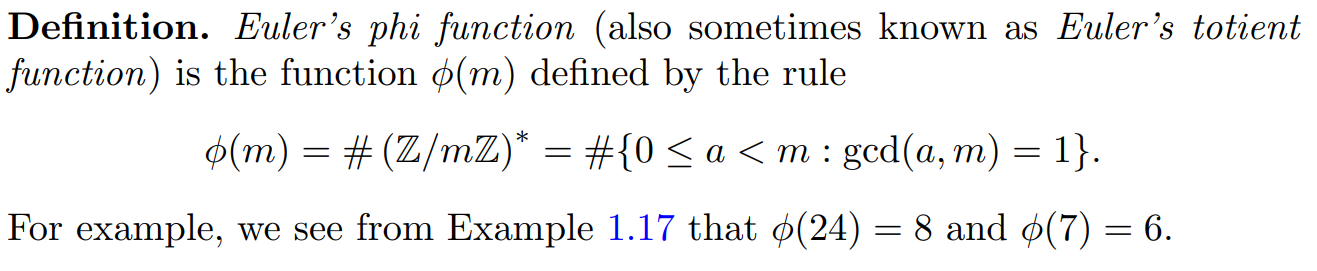 Definition. Euler's phi function (also sometimes known as Euler's totient
function) is the function ϕ(m) defined by the rule
ϕ(m) = # (ℤ/mℤ)* = #{0 ≤ a < m : gcd(a, m) = 1}.
For example, we see from Example 1.17 that ϕ(24) = 8 and ϕ(7) = 6.